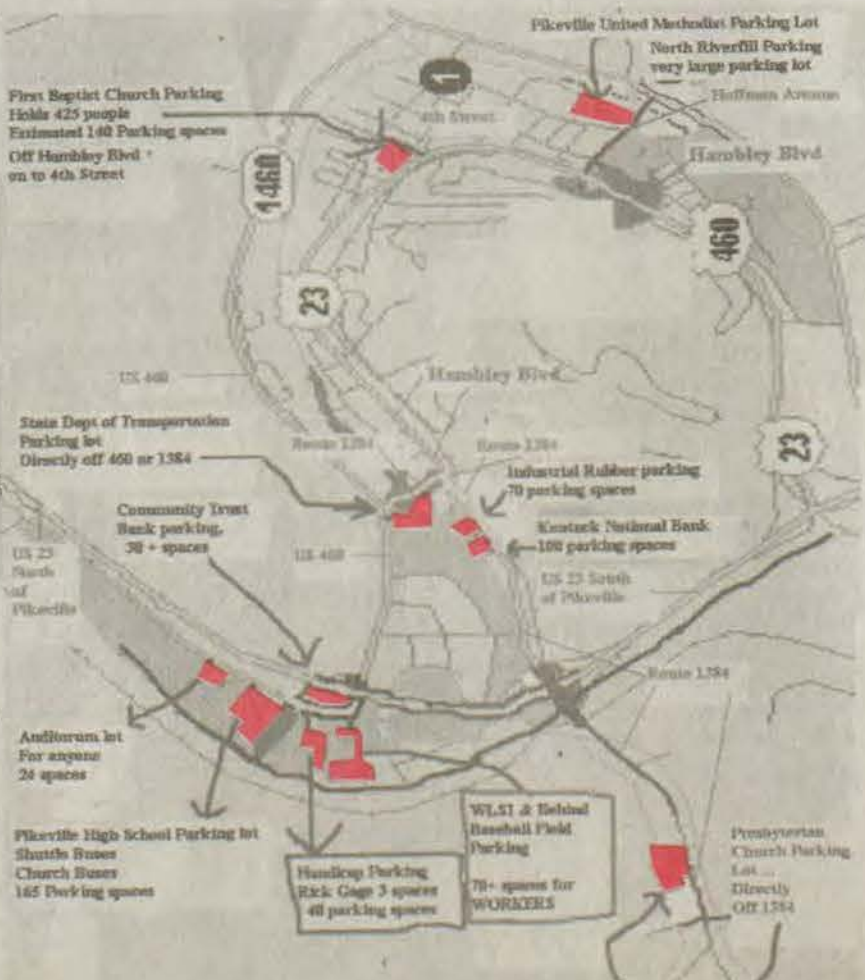 Pikeville United Methodist Parking Lot
North Riverfill Parking
very large parking lot
Hoffman Avenue
First Baptist Church Parking
Holds 425 people
Estimated 140 Parking spaces
Off Hambley Blvd
on to 4th Street
1
4th Street
Hambley Blvd
1460
460
23
US 460
Hambley Blvd
State Dept of Transportation
Parking lot
Directly off 460 or 1384
Route 1384
Route 1384
23
Industrial Rubber parking
70 parking spaces
Community Trust
Bank parking,
30 + spaces
Kentuck National Bank
100 parking spaces
US 23
North
of
Pikeville
US 460
US 23 South
of Pikeville
Route 1384
Auditorum lot
For anyone
24 spaces
Pikeville High School Parking lot
Shuttle Buses
Church Buses
165 Parking spaces
Handicap Parking
Rick Gage 3 spaces
40 parking spaces
WLSI & Behind
Baseball Field
Parking
70+ spaces for
WORKERS
Presbyterian
Church Parking
Lot ...
Directly
Off 1384